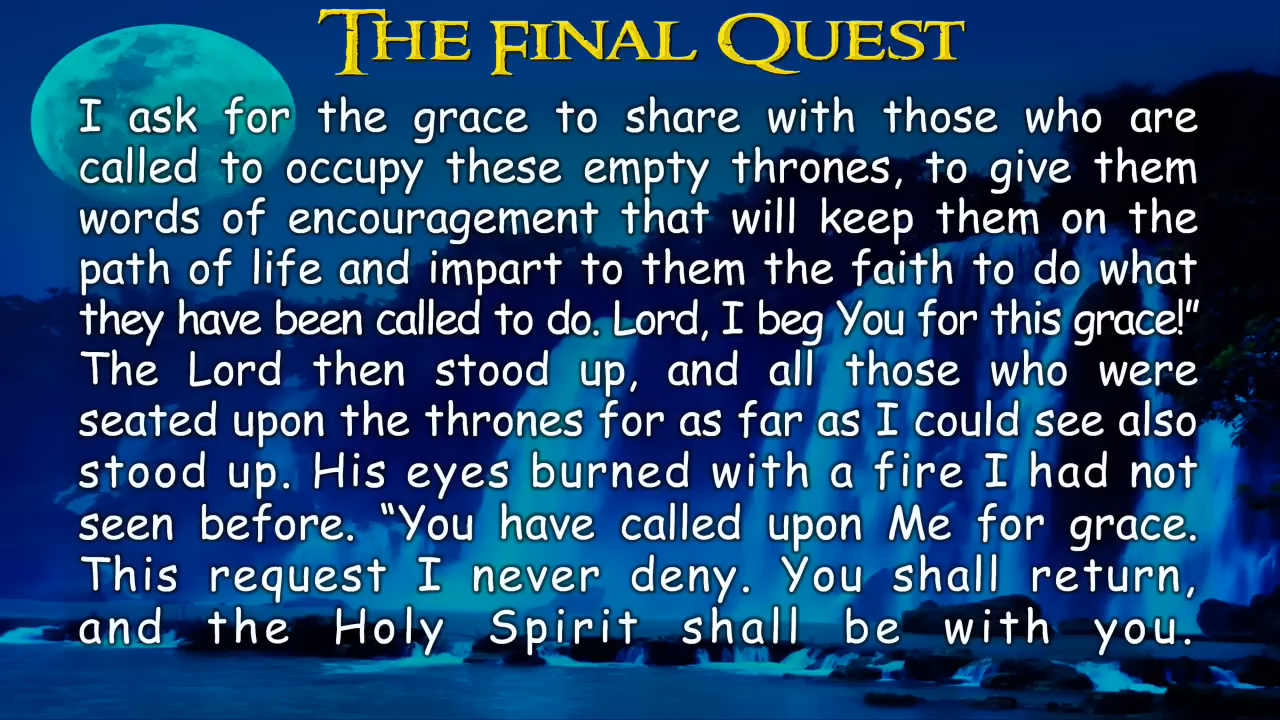 The Final Quest
I ask for the grace to share with those who are
called to occupy these empty thrones, to give them
words of encouragement that will keep them on the
path of life and impart to them the faith to do what
they have been called to do. Lord, I beg You for this grace!”
The Lord then stood up, and all those who were
seated upon the thrones for as far as I could see also
stood up. His eyes burned with a fire I had not
seen before. “You have called upon Me for grace.
This request I never deny. You shall return,
and the Holy Spirit shall be with you.